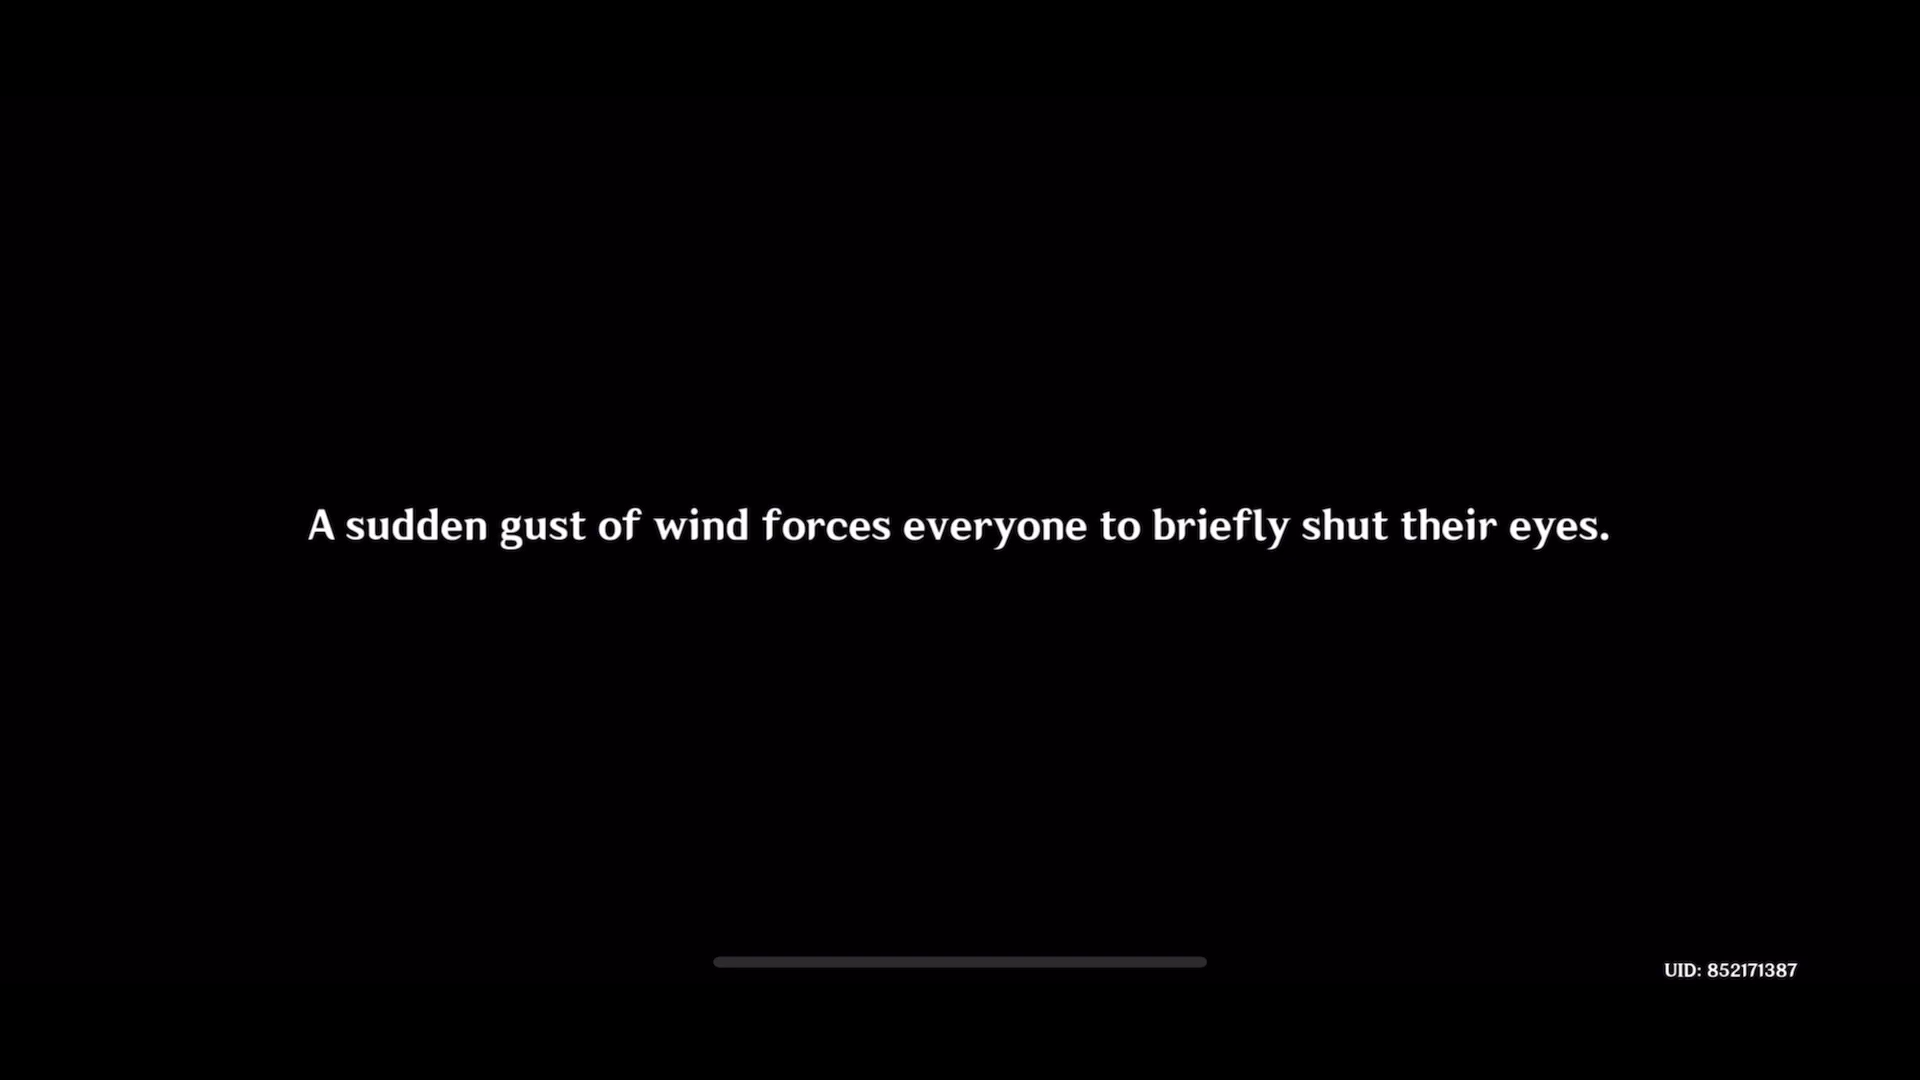 A sudden gust of wind forces everyone to briefly shut their eyes.
UID: 852171387